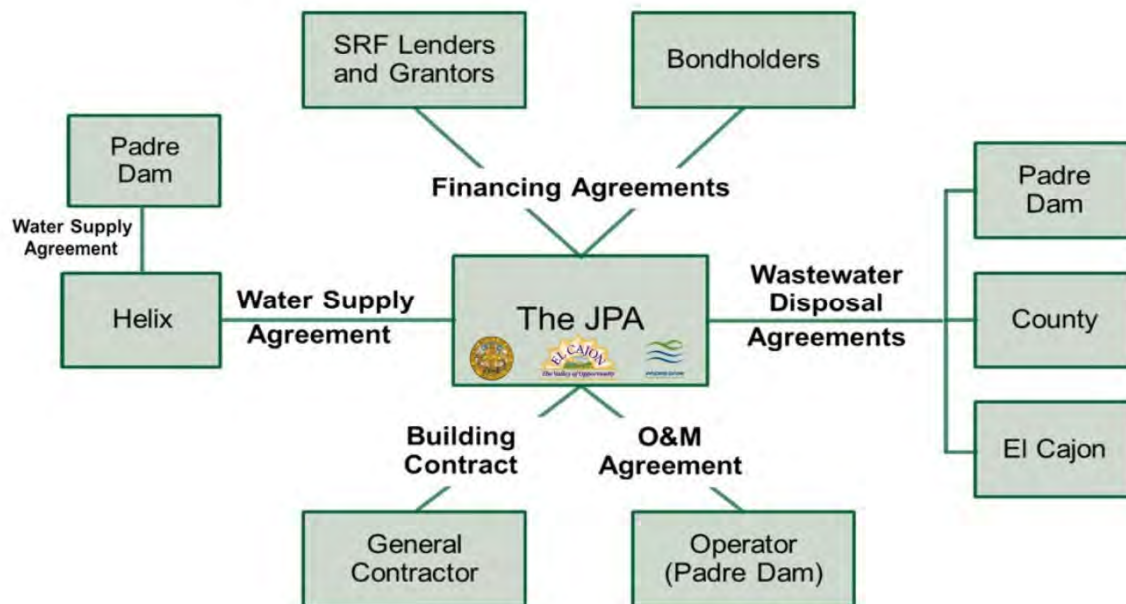 SRF Lenders
and Grantors
Bondholders
Padre
Dam
Financing Agreements
Padre
Dam
Water Supply
Agreement
Helix
Water Supply
Agreement
The JPA
EL CAJON
The Valley of Opportunity
Wastewater
Disposal
Agreements
County
El Cajon
Building
Contract
O&M
Agreement
General
Contractor
Operator
(Padre Dam)